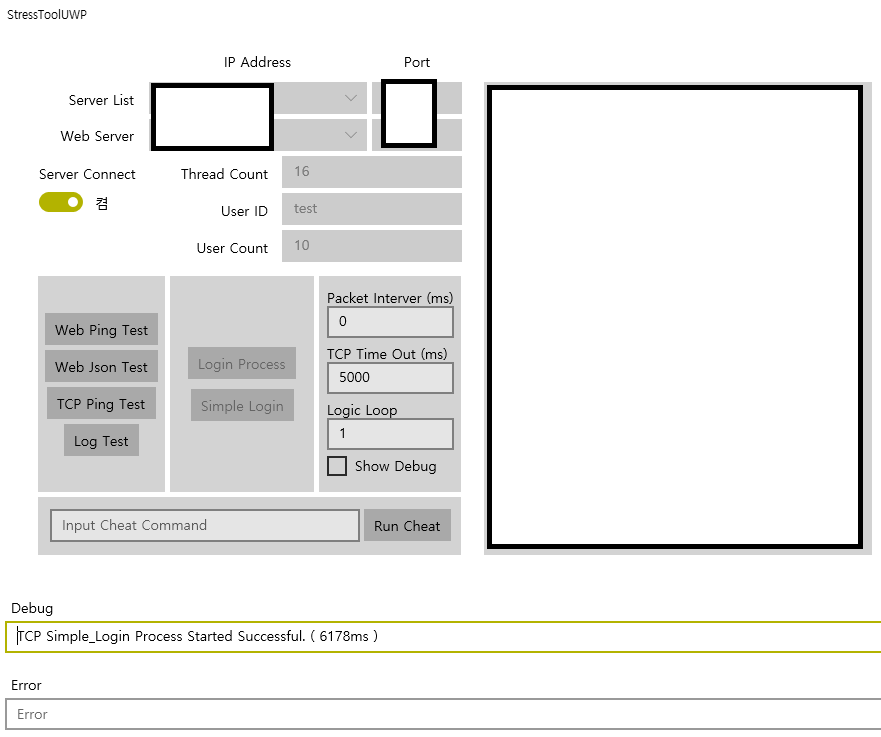 StressToolUWP
IP Address Port
Server List
Web Server
Server Connect
켬
Thread Count 16
User ID test
User Count 10
Web Ping Test
Web Json Test
TCP Ping Test
Log Test
Login Process
Simple Login
Packet Interver (ms)
0
TCP Time Out (ms)
5000
Logic Loop
1
Show Debug
Input Cheat Command Run Cheat
Debug
TCP Simple_Login Process Started Successful. ( 6178ms )
Error
Error